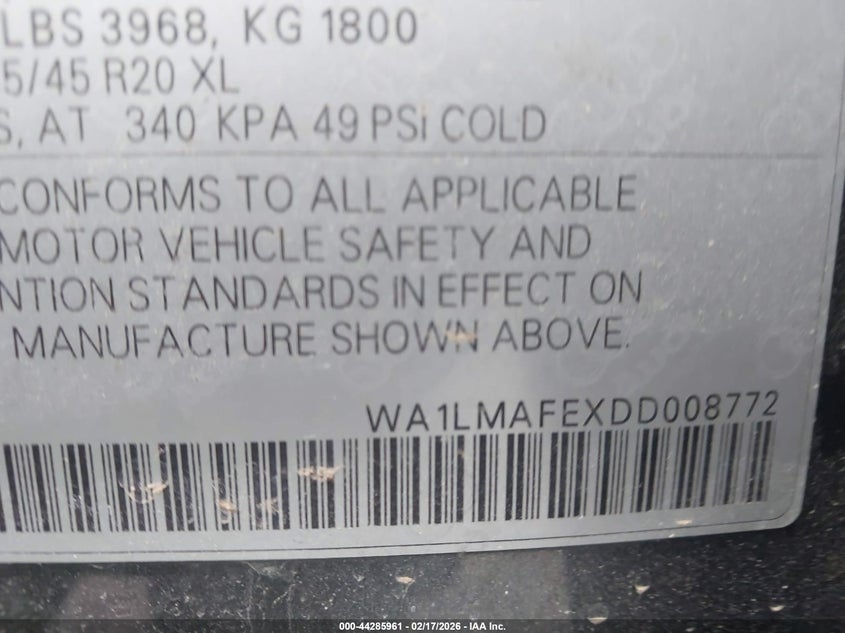 LBS 3968, KG 1800
5/45 R20 XL
S, AT 340 KPA 49 PSi COLD
CONFORMS TO ALL APPLICABLE
MOTOR VEHICLE SAFETY AND
NTION STANDARDS IN EFFECT ON
MANUFACTURE SHOWN ABOVE.
WA1LMAFEXDD008772
000-44285961 - 02/17/2026 - IAA Inc.